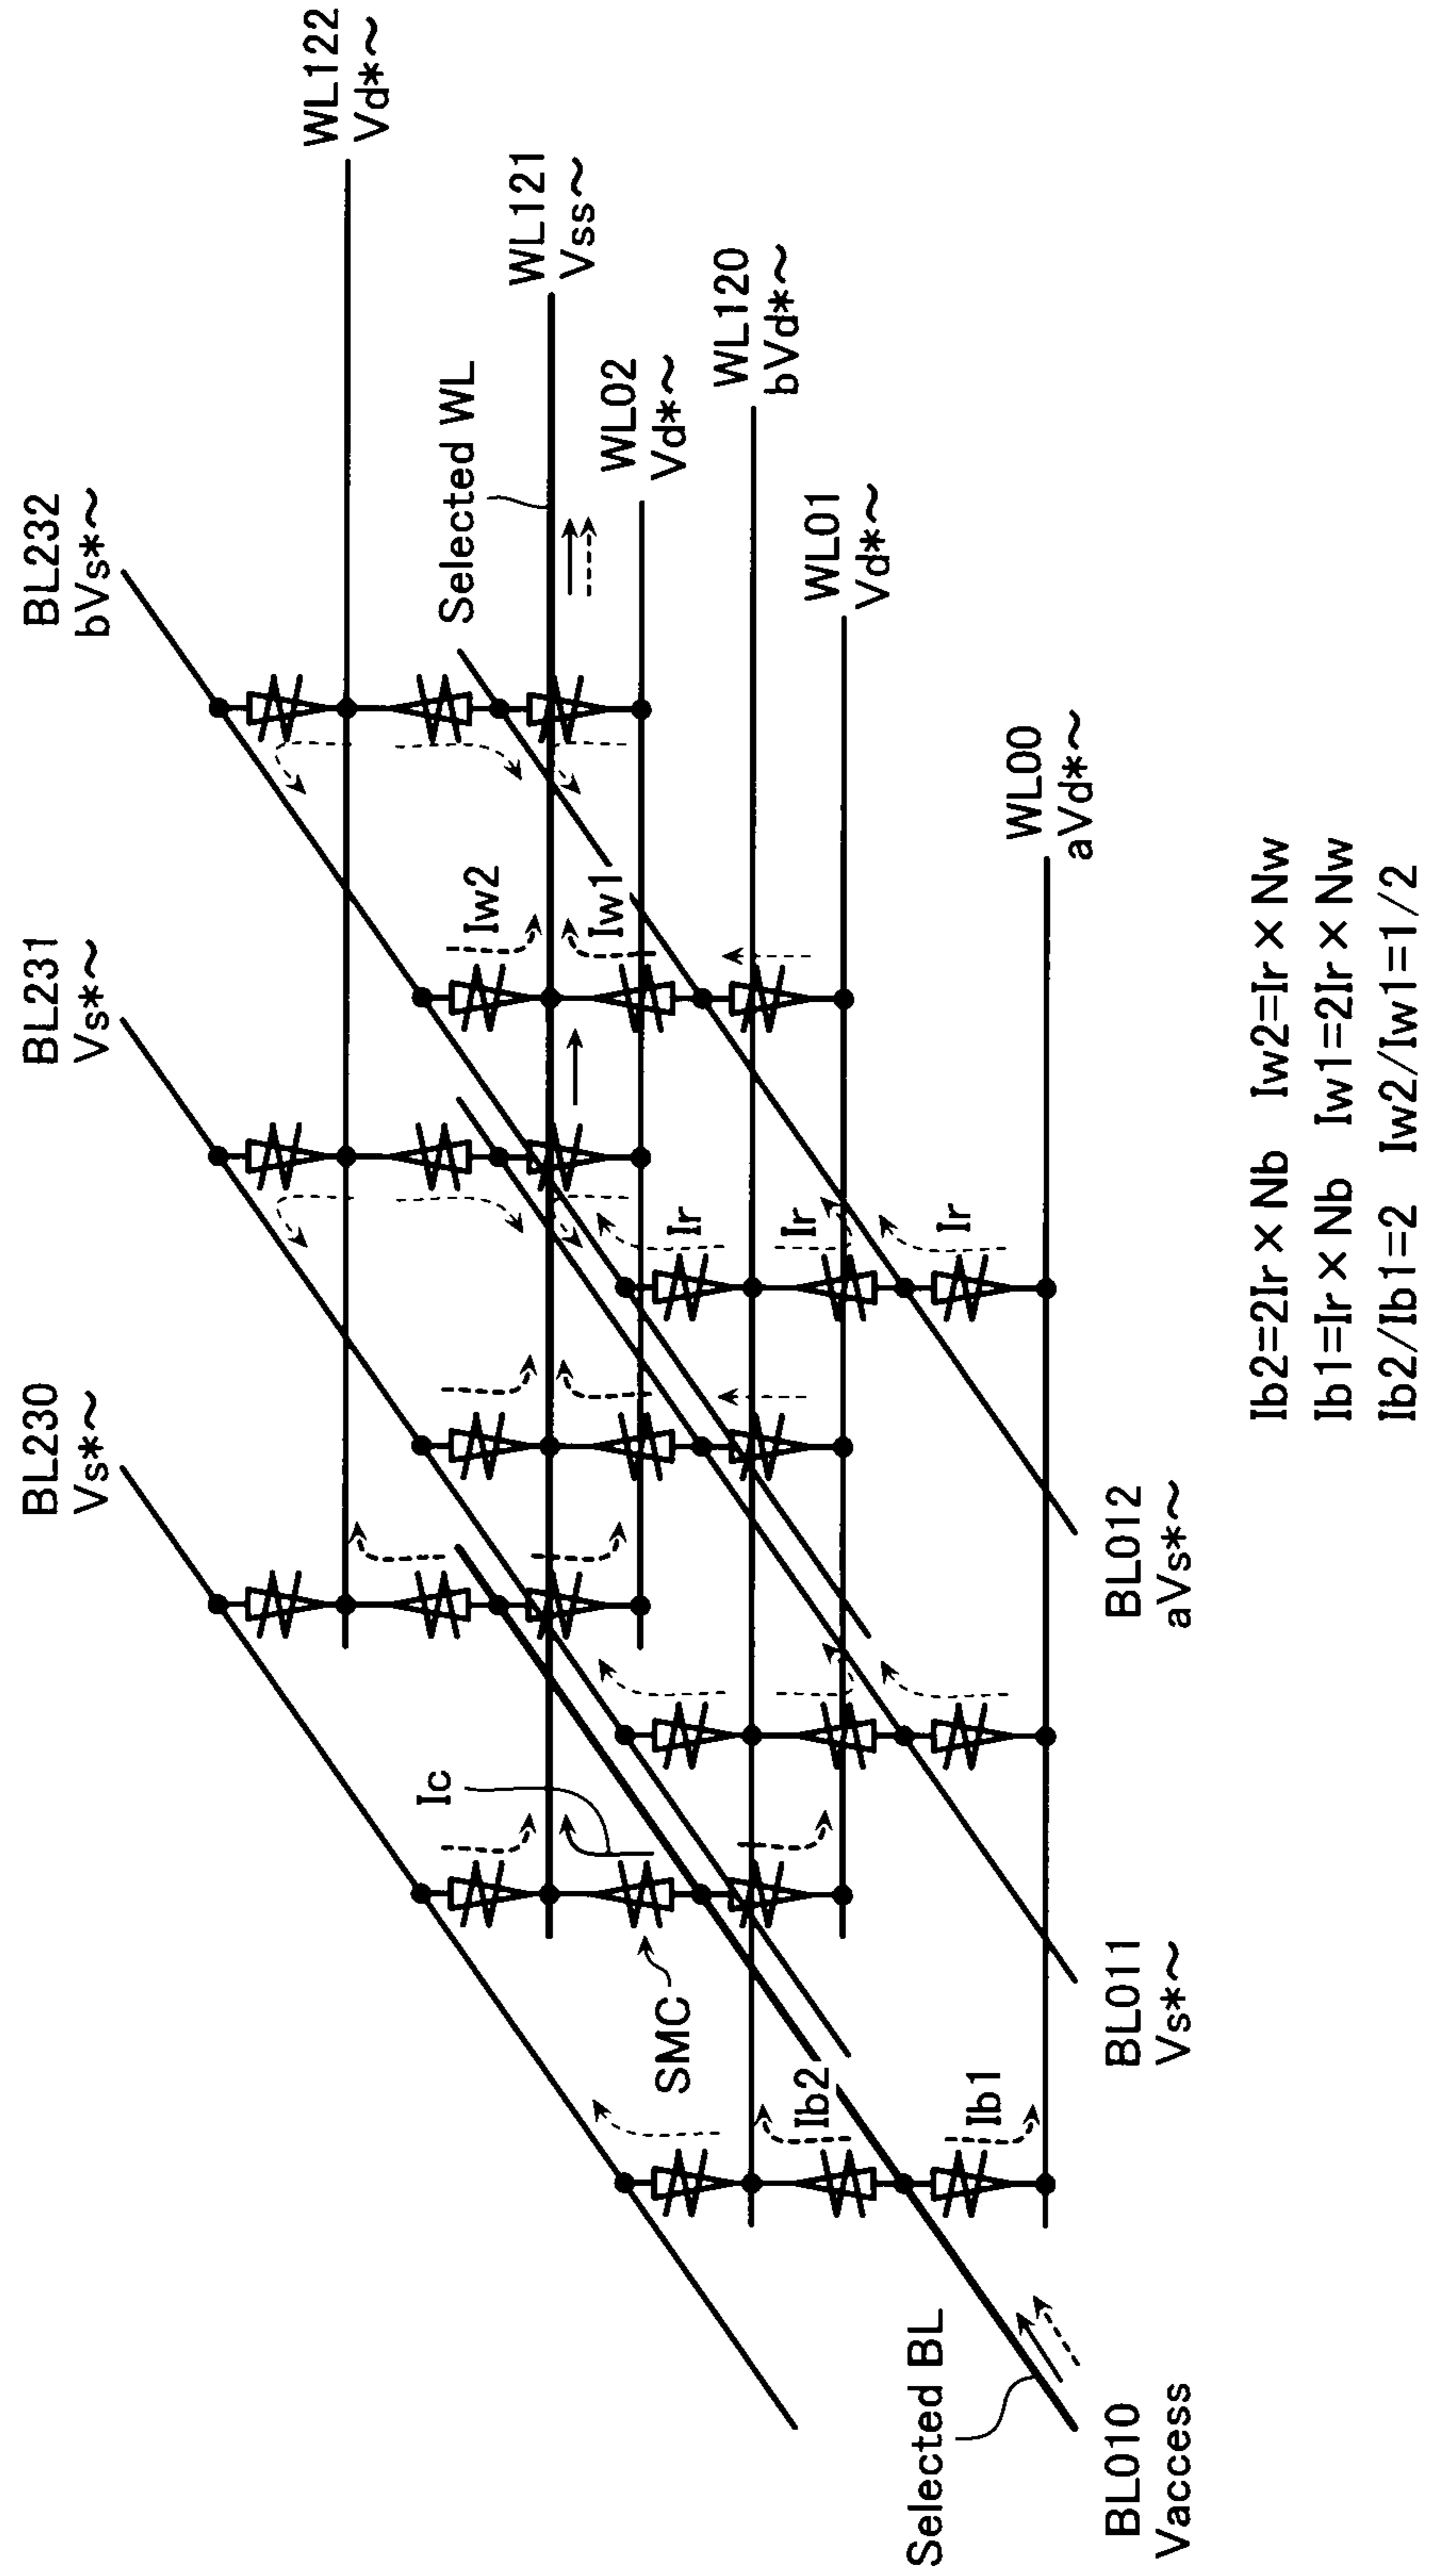 BL230
Vs*~
BL231
Vs*~
BL232
bVs*~
WL122
Vd*~
WL121
Vss~
Selected WL
WL02
Vd*~
WL120
bVd*~
WL01
Vd*~
WL00
aVd*~
Ic
Iw2
Iw1
SMC
Ir
Ir
Ir
Ib2
Ib1
Selected BL
BL010
Vaccess
BL011
Vs*~
BL012
aVs*~
Ib2=2Ir×Nb Iw2=Ir×Nw
Ib1=Ir×Nb Iw1=2Ir×Nw
Ib2/Ib1=2 Iw2/Iw1=1/2